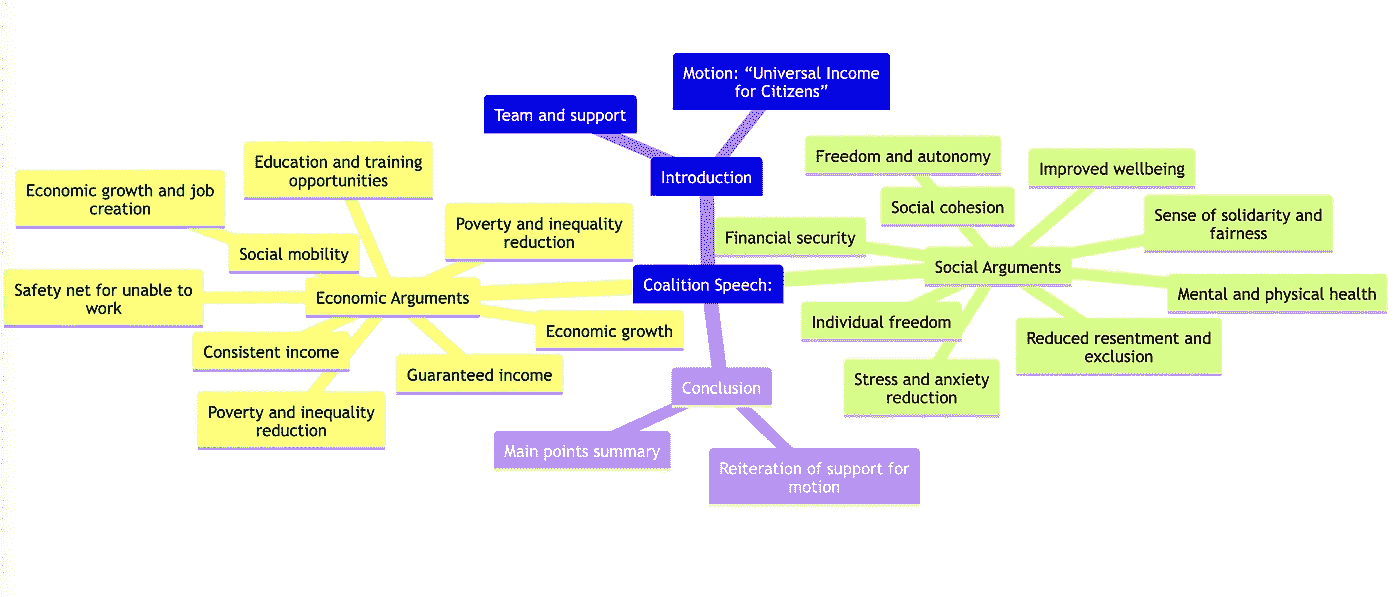 Motion: “Universal Income
for Citizens”
Team and support
Introduction
Education and training
opportunities
Economic growth and job
creation
Social mobility
Poverty and inequality
reduction
Safety net for unable to
work
Economic Arguments
Economic growth
Consistent income
Guaranteed income
Poverty and inequality
reduction
Coalition Speech:
Freedom and autonomy
Improved wellbeing
Social cohesion
Sense of solidarity and
fairness
Financial security
Social Arguments
Mental and physical health
Individual freedom
Reduced resentment and
exclusion
Stress and anxiety
reduction
Conclusion
Main points summary
Reiteration of support for
motion